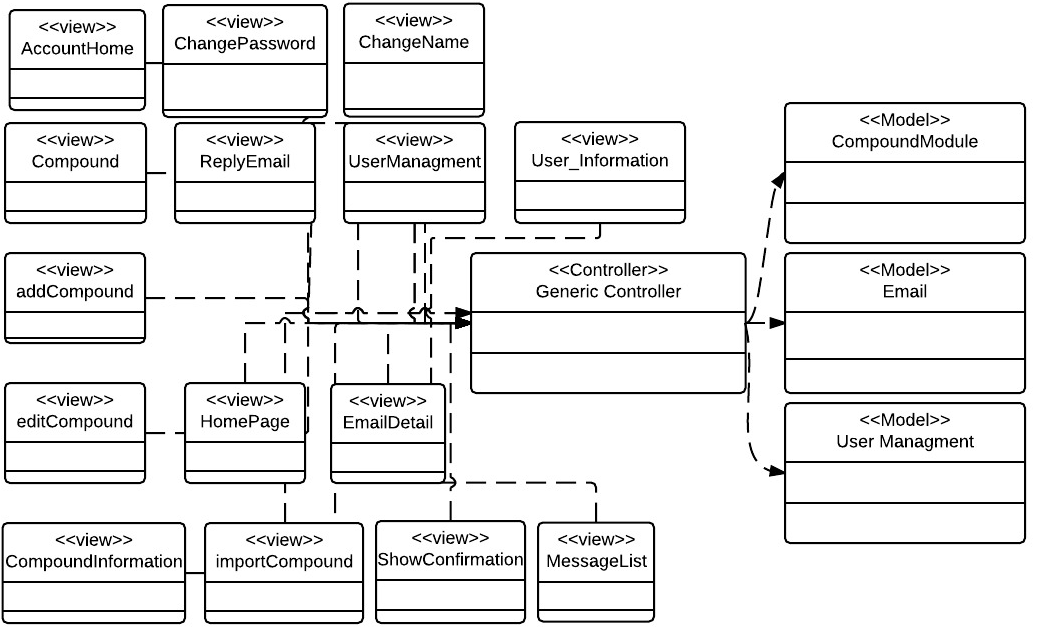 <<view>>
AccountHome
<<view>>
ChangePassword
<<view>>
ChangeName
<<view>>
Compound
<<view>>
ReplyEmail
<<view>>
UserManagment
<<view>>
User_Information
<<Model>>
CompoundModule
<<view>>
addCompound
<<Controller>>
Generic Controller
<<Model>>
Email
<<view>>
editCompound
<<view>>
HomePage
<<view>>
EmailDetail
<<Model>>
User Managment
<<view>>
CompoundInformation
<<view>>
importCompound
<<view>>
ShowConfirmation
<<view>>
MessageList